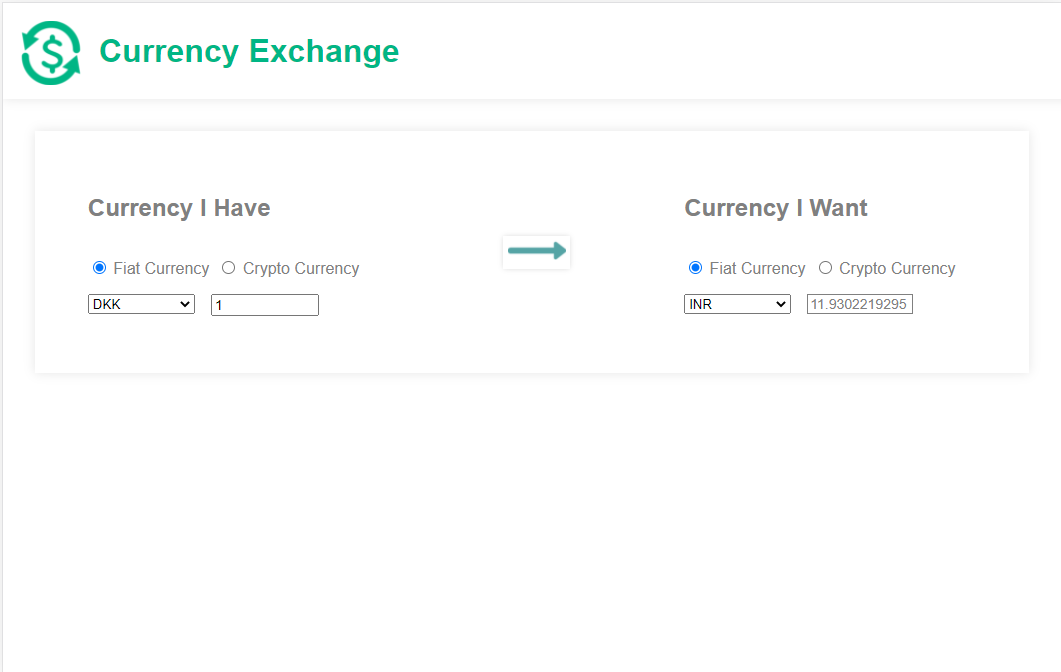 $ Currency Exchange
Currency I Have
Fiat Currency Crypto Currency
DKK 1
Currency I Want
Fiat Currency Crypto Currency
INR 11.9302219295